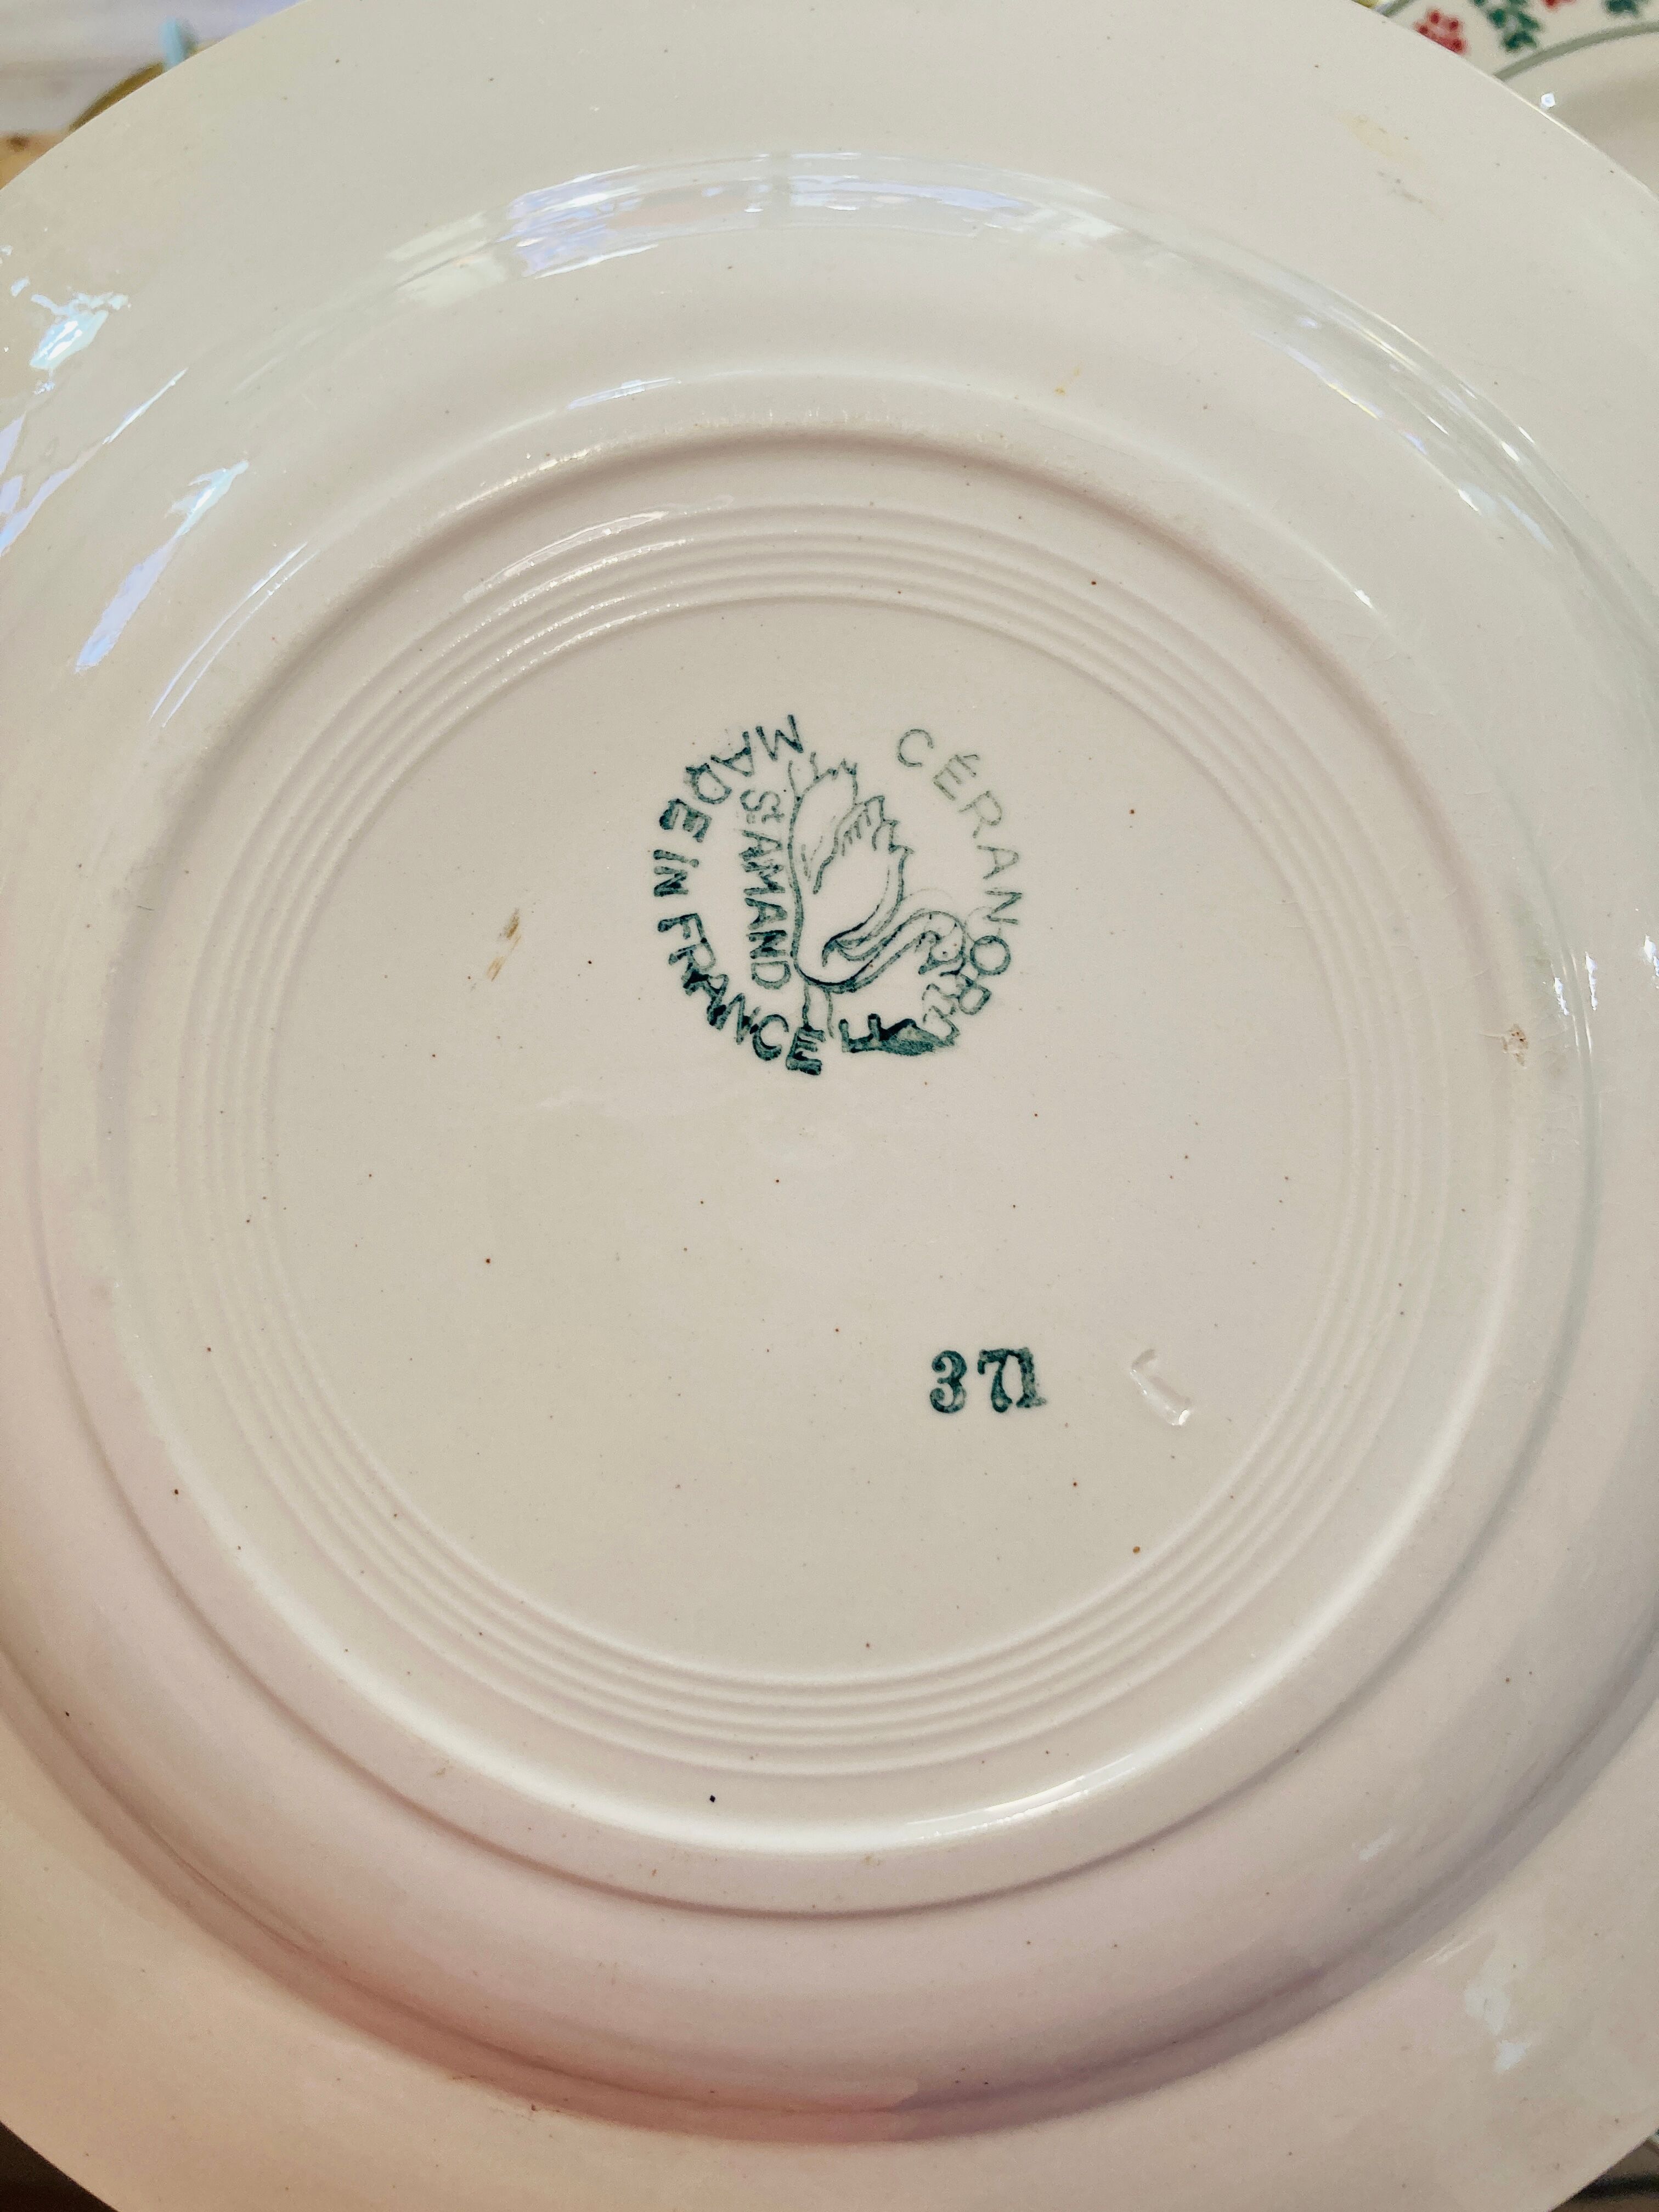 CÉRANORD
St AMAND
MADE IN FRANCE
371